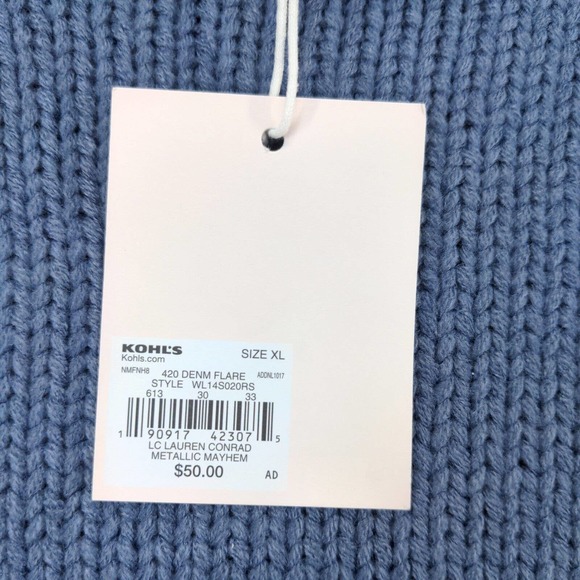 KOHL'S SIZE XL
Kohls.com
NMFNH8 420 DENM FLARE ADDNL1017
STYLE WL14S020RS
613 30 33
1 90917 42307 5
LC LAUREN CONRAD
METALLIC MAYHEM
$50.00 AD